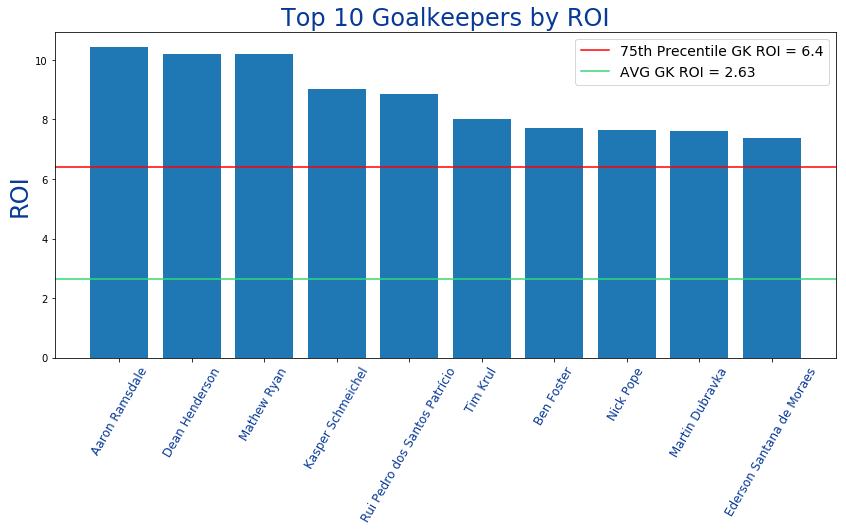 Top 10 Goalkeepers by ROI
75th Precentile GK ROI = 6.4
AVG GK ROI = 2.63
ROI
10
8
6
4
2
0
Aaron Ramsdale
Dean Henderson
Mathew Ryan
Kasper Schmeichel
Rui Pedro dos Santos Patrício
Tim Krul
Ben Foster
Nick Pope
Martin Dubravka
Ederson Santana de Moraes